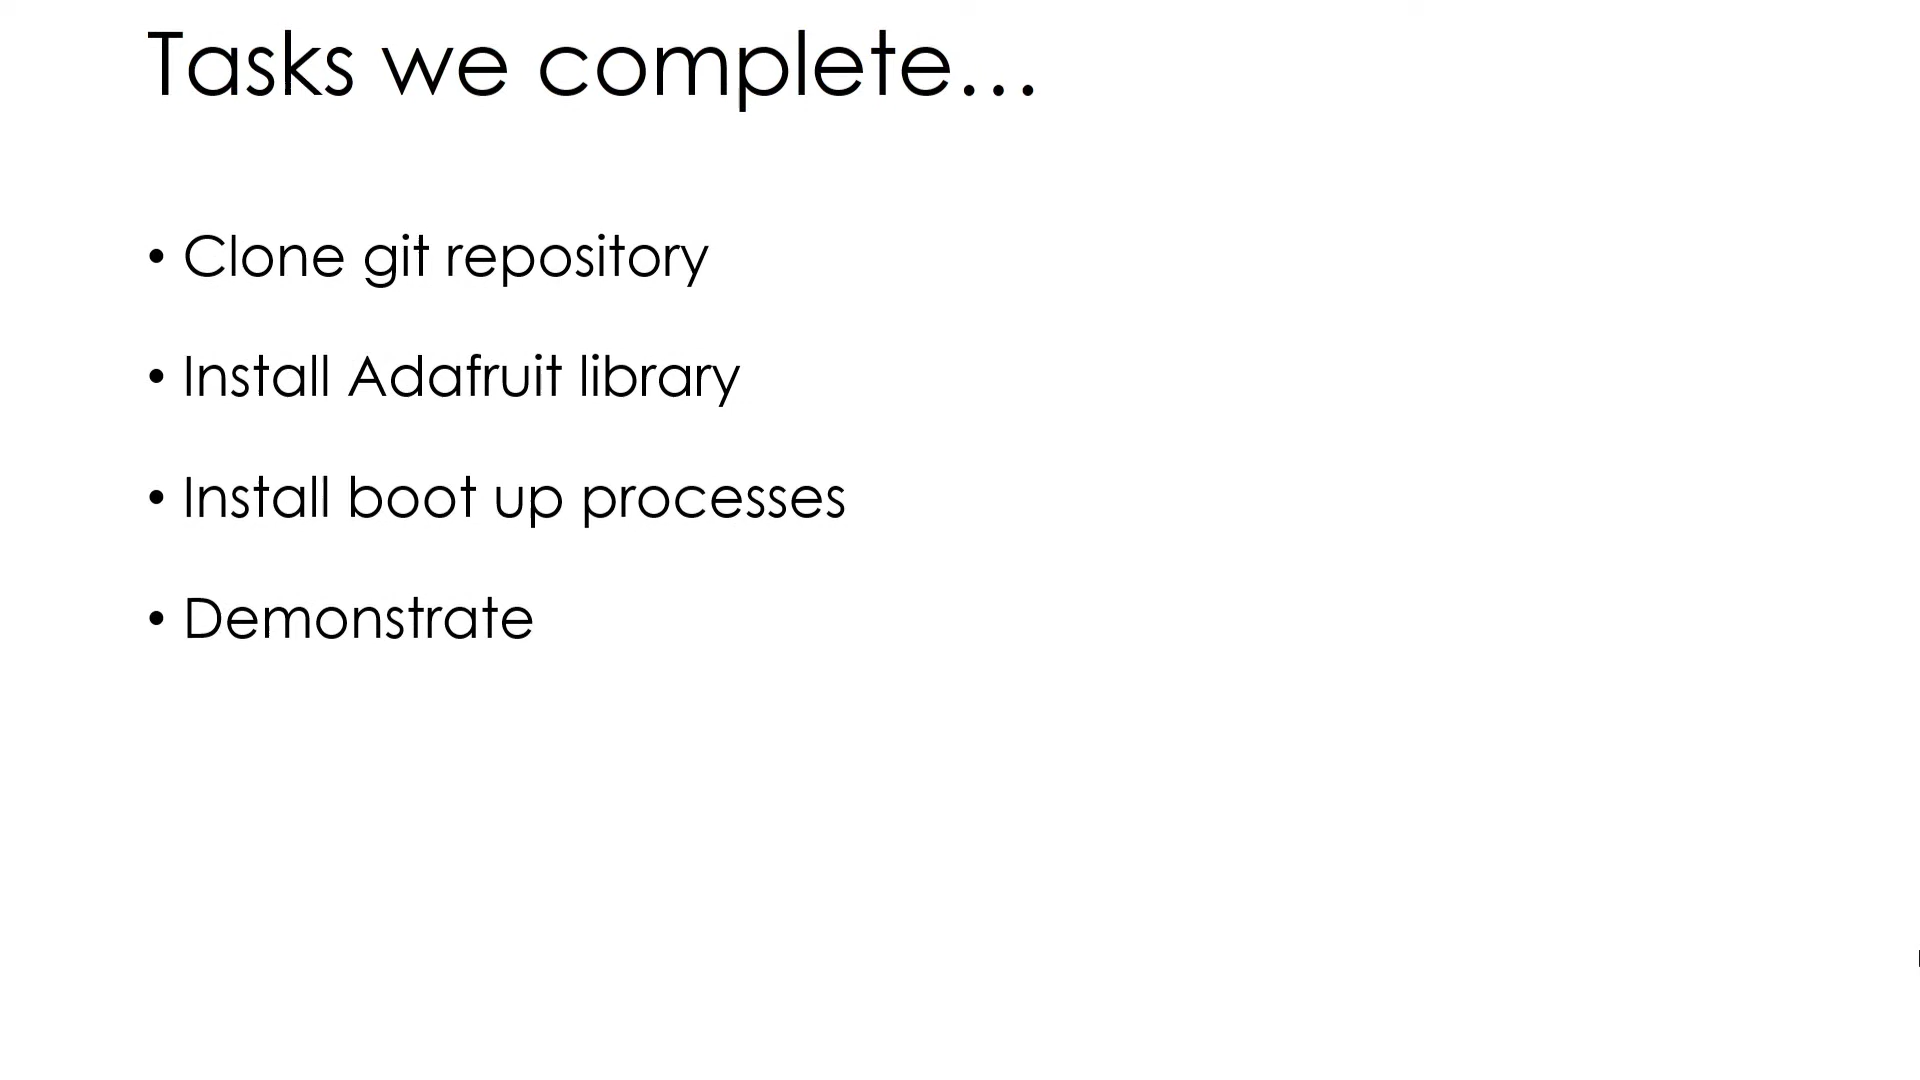 Tasks we complete…
• Clone git repository
• Install Adafruit library
• Install boot up processes
• Demonstrate